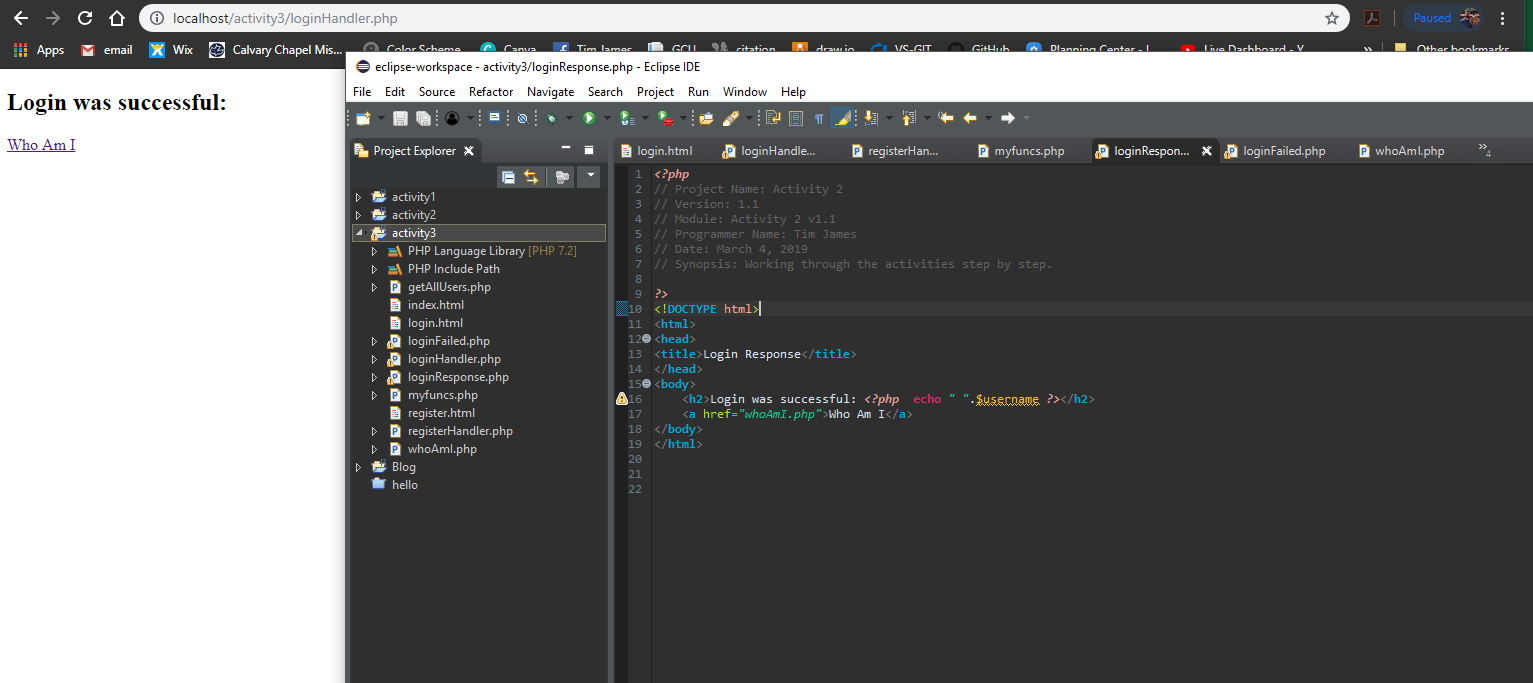 localhost/activity3/loginHandler.php
Paused
Apps email Wix Calvary Chapel Mis... Color Scheme Canva Tim James GCU citation draw.io VS-GIT GitHub Planning Center - L Live Dashboard - Y » Other bookmarks
Login was successful:
Who Am I
eclipse-workspace - activity3/loginResponse.php - Eclipse IDE
File Edit Source Refactor Navigate Search Project Run Window Help
Project Explorer
login.html loginHandle... registerHan... myfuncs.php loginRespon... loginFailed.php whoAmI.php »4
activity1
activity2
activity3
PHP Language Library [PHP 7.2]
PHP Include Path
getAllUsers.php
index.html
login.html
loginFailed.php
loginHandler.php
loginResponse.php
myfuncs.php
register.html
registerHandler.php
whoAmI.php
Blog
hello
1 <?php
2 // Project Name: Activity 2
3 // Version: 1.1
4 // Module: Activity 2 v1.1
5 // Programmer Name: Tim James
6 // Date: March 4, 2019
7 // Synopsis: Working through the activities step by step.
8
9 ?>
10 <!DOCTYPE html>
11 <html>
12 <head>
13 <title>Login Response</title>
14 </head>
15 <body>
16 <h2>Login was successful: <?php  echo " ".$username ?></h2>
17 <a href="whoAmI.php">Who Am I</a>
18 </body>
19 </html>
20
21
22